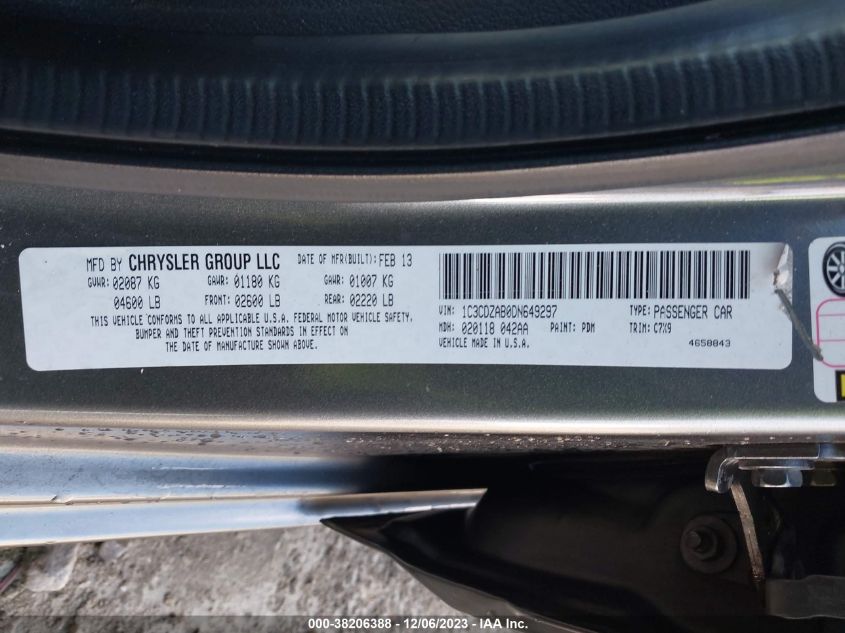 MFD BY CHRYSLER GROUP LLC DATE OF MFR(BUILT): FEB 13
GVWR: 02087 KG GAWR: 01180 KG GAWR: 01007 KG
04600 LB FRONT: 02600 LB REAR: 02220 LB
THIS VEHICLE CONFORMS TO ALL APPLICABLE U.S.A. FEDERAL MOTOR VEHICLE SAFETY,
BUMPER AND THEFT PREVENTION STANDARDS IN EFFECT ON
THE DATE OF MANUFACTURE SHOWN ABOVE.
VIN: 1C3CDZAB0DN649297 TYPE: PASSENGER CAR
MDH: 020118 042AA PAINT: PDM TRIM: C7X9
VEHICLE MADE IN U.S.A. 4658843
000-38206388 - 12/06/2023 - IAA Inc.